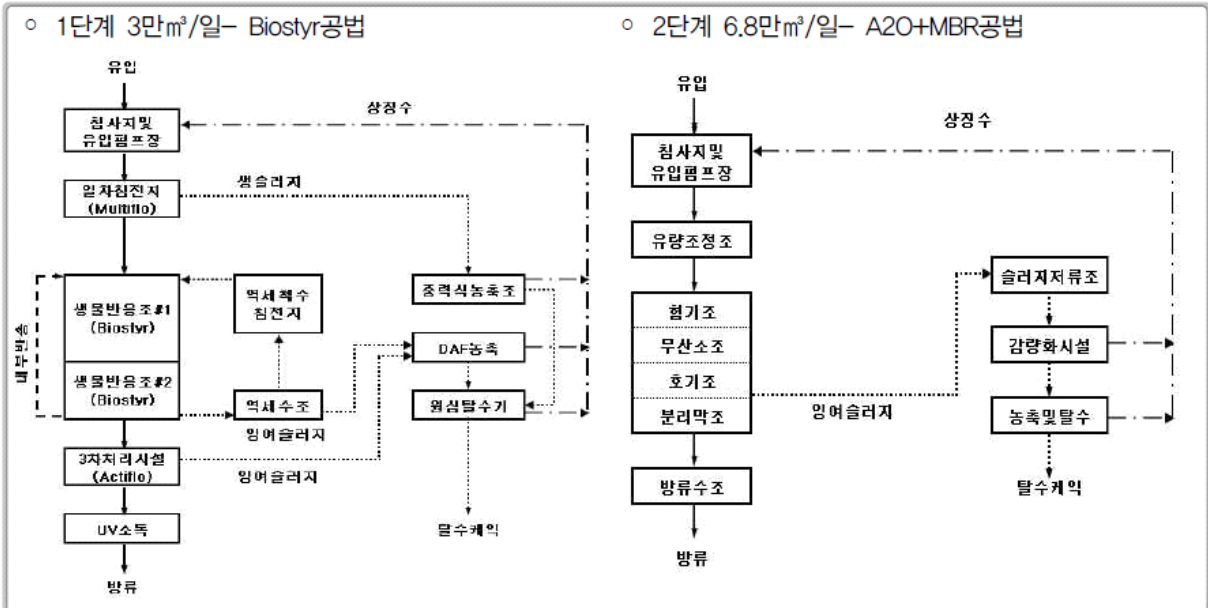 ○ 1단계 3만㎥/일– Biostyr공법
유입
상징수
침사지및
유입펌프장
생슬러지
일차침전지
(Multiflo)
내부반송
생물반응조#1
(Biostyr)
역세척수
침전지
중력식농축조
DAF농축
생물반응조#2
(Biostyr)
역세수조
원심탈수기
잉여슬러지
3차처리시설
(Actiflo)
잉여슬러지
UV소독
탈수케익
방류
○ 2단계 6.8만㎥/일– A2O+MBR공법
유입
상징수
침사지및
유입펌프장
유량조정조
슬러지저류조
혐기조
무산소조
감량화시설
호기조
분리막조
잉여슬러지
농축및탈수
방류수조
탈수케익
방류